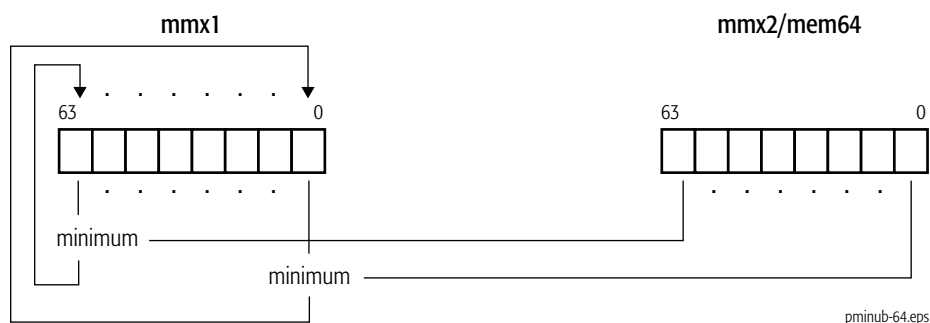 mmx1 mmx2/mem64
. . . . . .
63 0 63 0
. . . . . . . . . . . .
minimum
minimum
pminub-64.eps